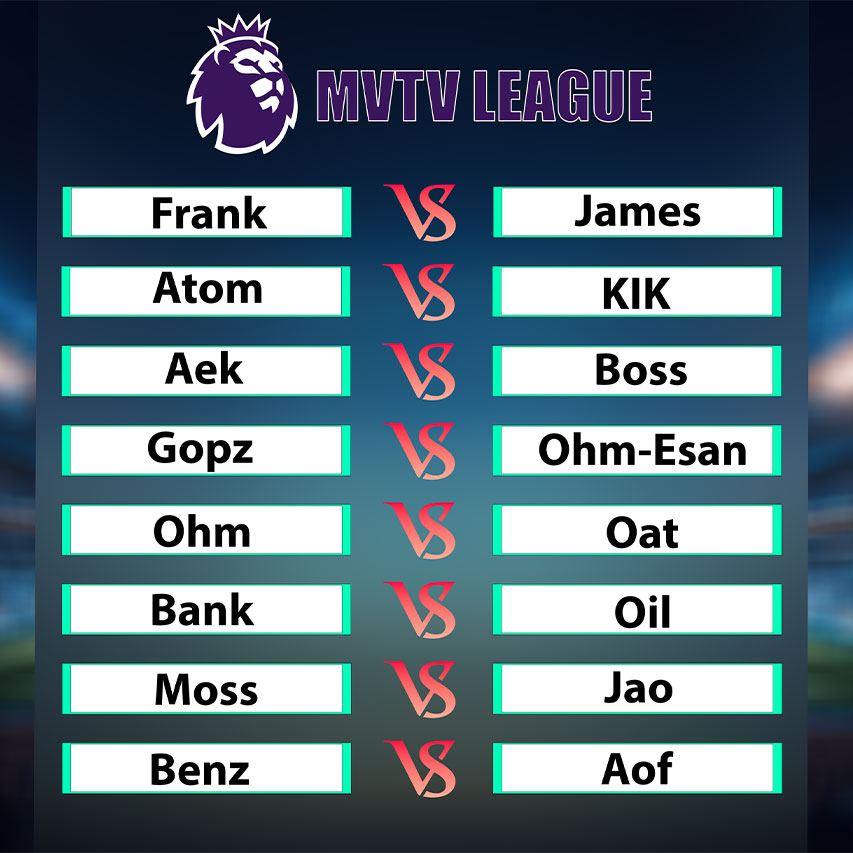 MVTV LEAGUE
Frank VS James
Atom VS KIK
Aek VS Boss
Gopz VS Ohm-Esan
Ohm VS Oat
Bank VS Oil
Moss VS Jao
Benz VS Aof